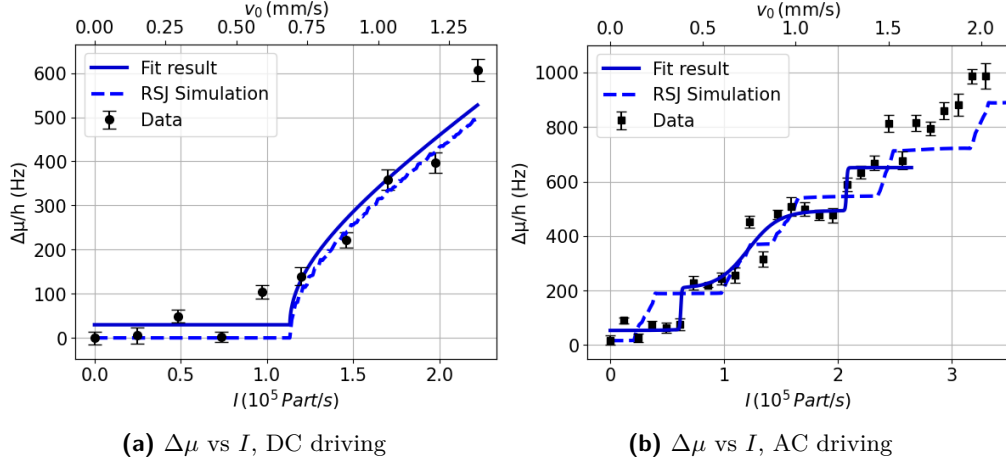 v₀ (mm/s)
0.00 0.25 0.50 0.75 1.00 1.25
Δμ/h (Hz)
600
500
400
300
200
100
0
Fit result
RSJ Simulation
Data
0.0 0.5 1.0 1.5 2.0
I (10⁵ Part/s)
(a) Δμ vs I, DC driving
v₀ (mm/s)
0.0 0.5 1.0 1.5 2.0
Δμ/h (Hz)
1000
800
600
400
200
0
Fit result
RSJ Simulation
Data
0 1 2 3
I (10⁵ Part/s)
(b) Δμ vs I, AC driving